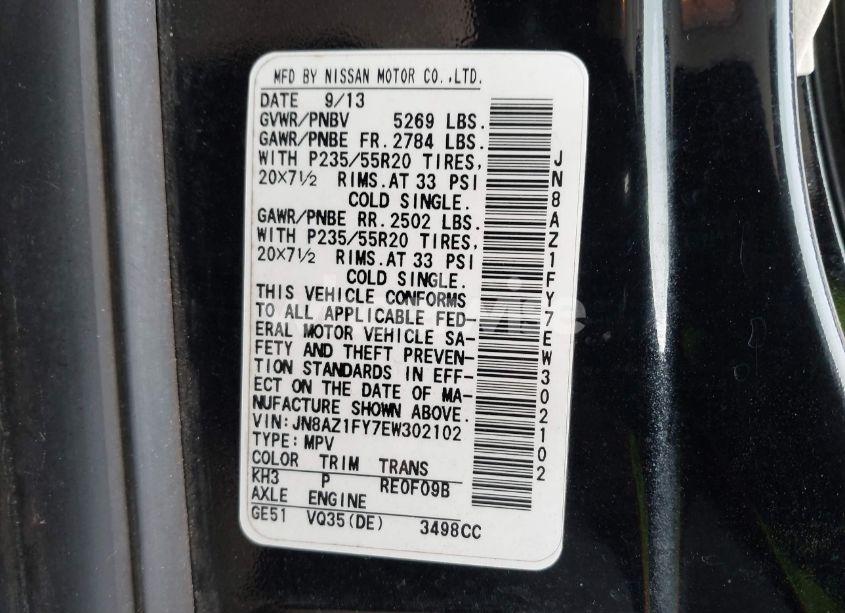 MFD BY NISSAN MOTOR CO.,LTD.
DATE 9/13
GVWR/PNBV 5269 LBS.
GAWR/PNBE FR.2784 LBS.
WITH P235/55R20 TIRES,
20×7½ RIMS.AT 33 PSI
COLD SINGLE.
GAWR/PNBE RR.2502 LBS.
WITH P235/55R20 TIRES,
20×7½ RIMS.AT 33 PSI
COLD SINGLE.
THIS VEHICLE CONFORMS
TO ALL APPLICABLE FED-
ERAL MOTOR VEHICLE SA-
FETY AND THEFT PREVEN-
TION STANDARDS IN EFF-
ECT ON THE DATE OF MA-
NUFACTURE SHOWN ABOVE.
VIN:JN8AZ1FY7EW302102
TYPE:MPV
COLOR TRIM TRANS
KH3 P RE0F09B
AXLE ENGINE
GE51 VQ35(DE) 3498CC
JN8AZ1FY7EW302102